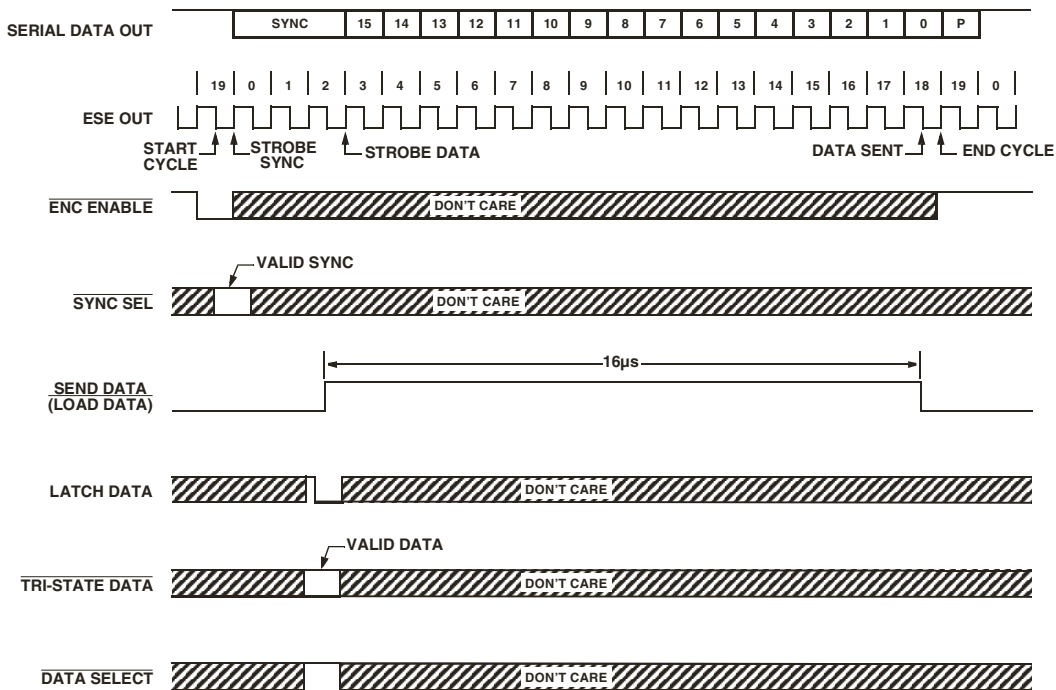 SERIAL DATA OUT
SYNC 15 14 13 12 11 10 9 8 7 6 5 4 3 2 1 0 P
19 0 1 2 3 4 5 6 7 8 9 10 11 12 13 14 15 16 17 18 19 0
ESE OUT
START CYCLE
STROBE SYNC
STROBE DATA
DATA SENT
END CYCLE
ENC ENABLE
DON'T CARE
VALID SYNC
SYNC SEL
DON'T CARE
16µs
SEND DATA
(LOAD DATA)
LATCH DATA
DON'T CARE
VALID DATA
TRI-STATE DATA
DON'T CARE
DATA SELECT
DON'T CARE